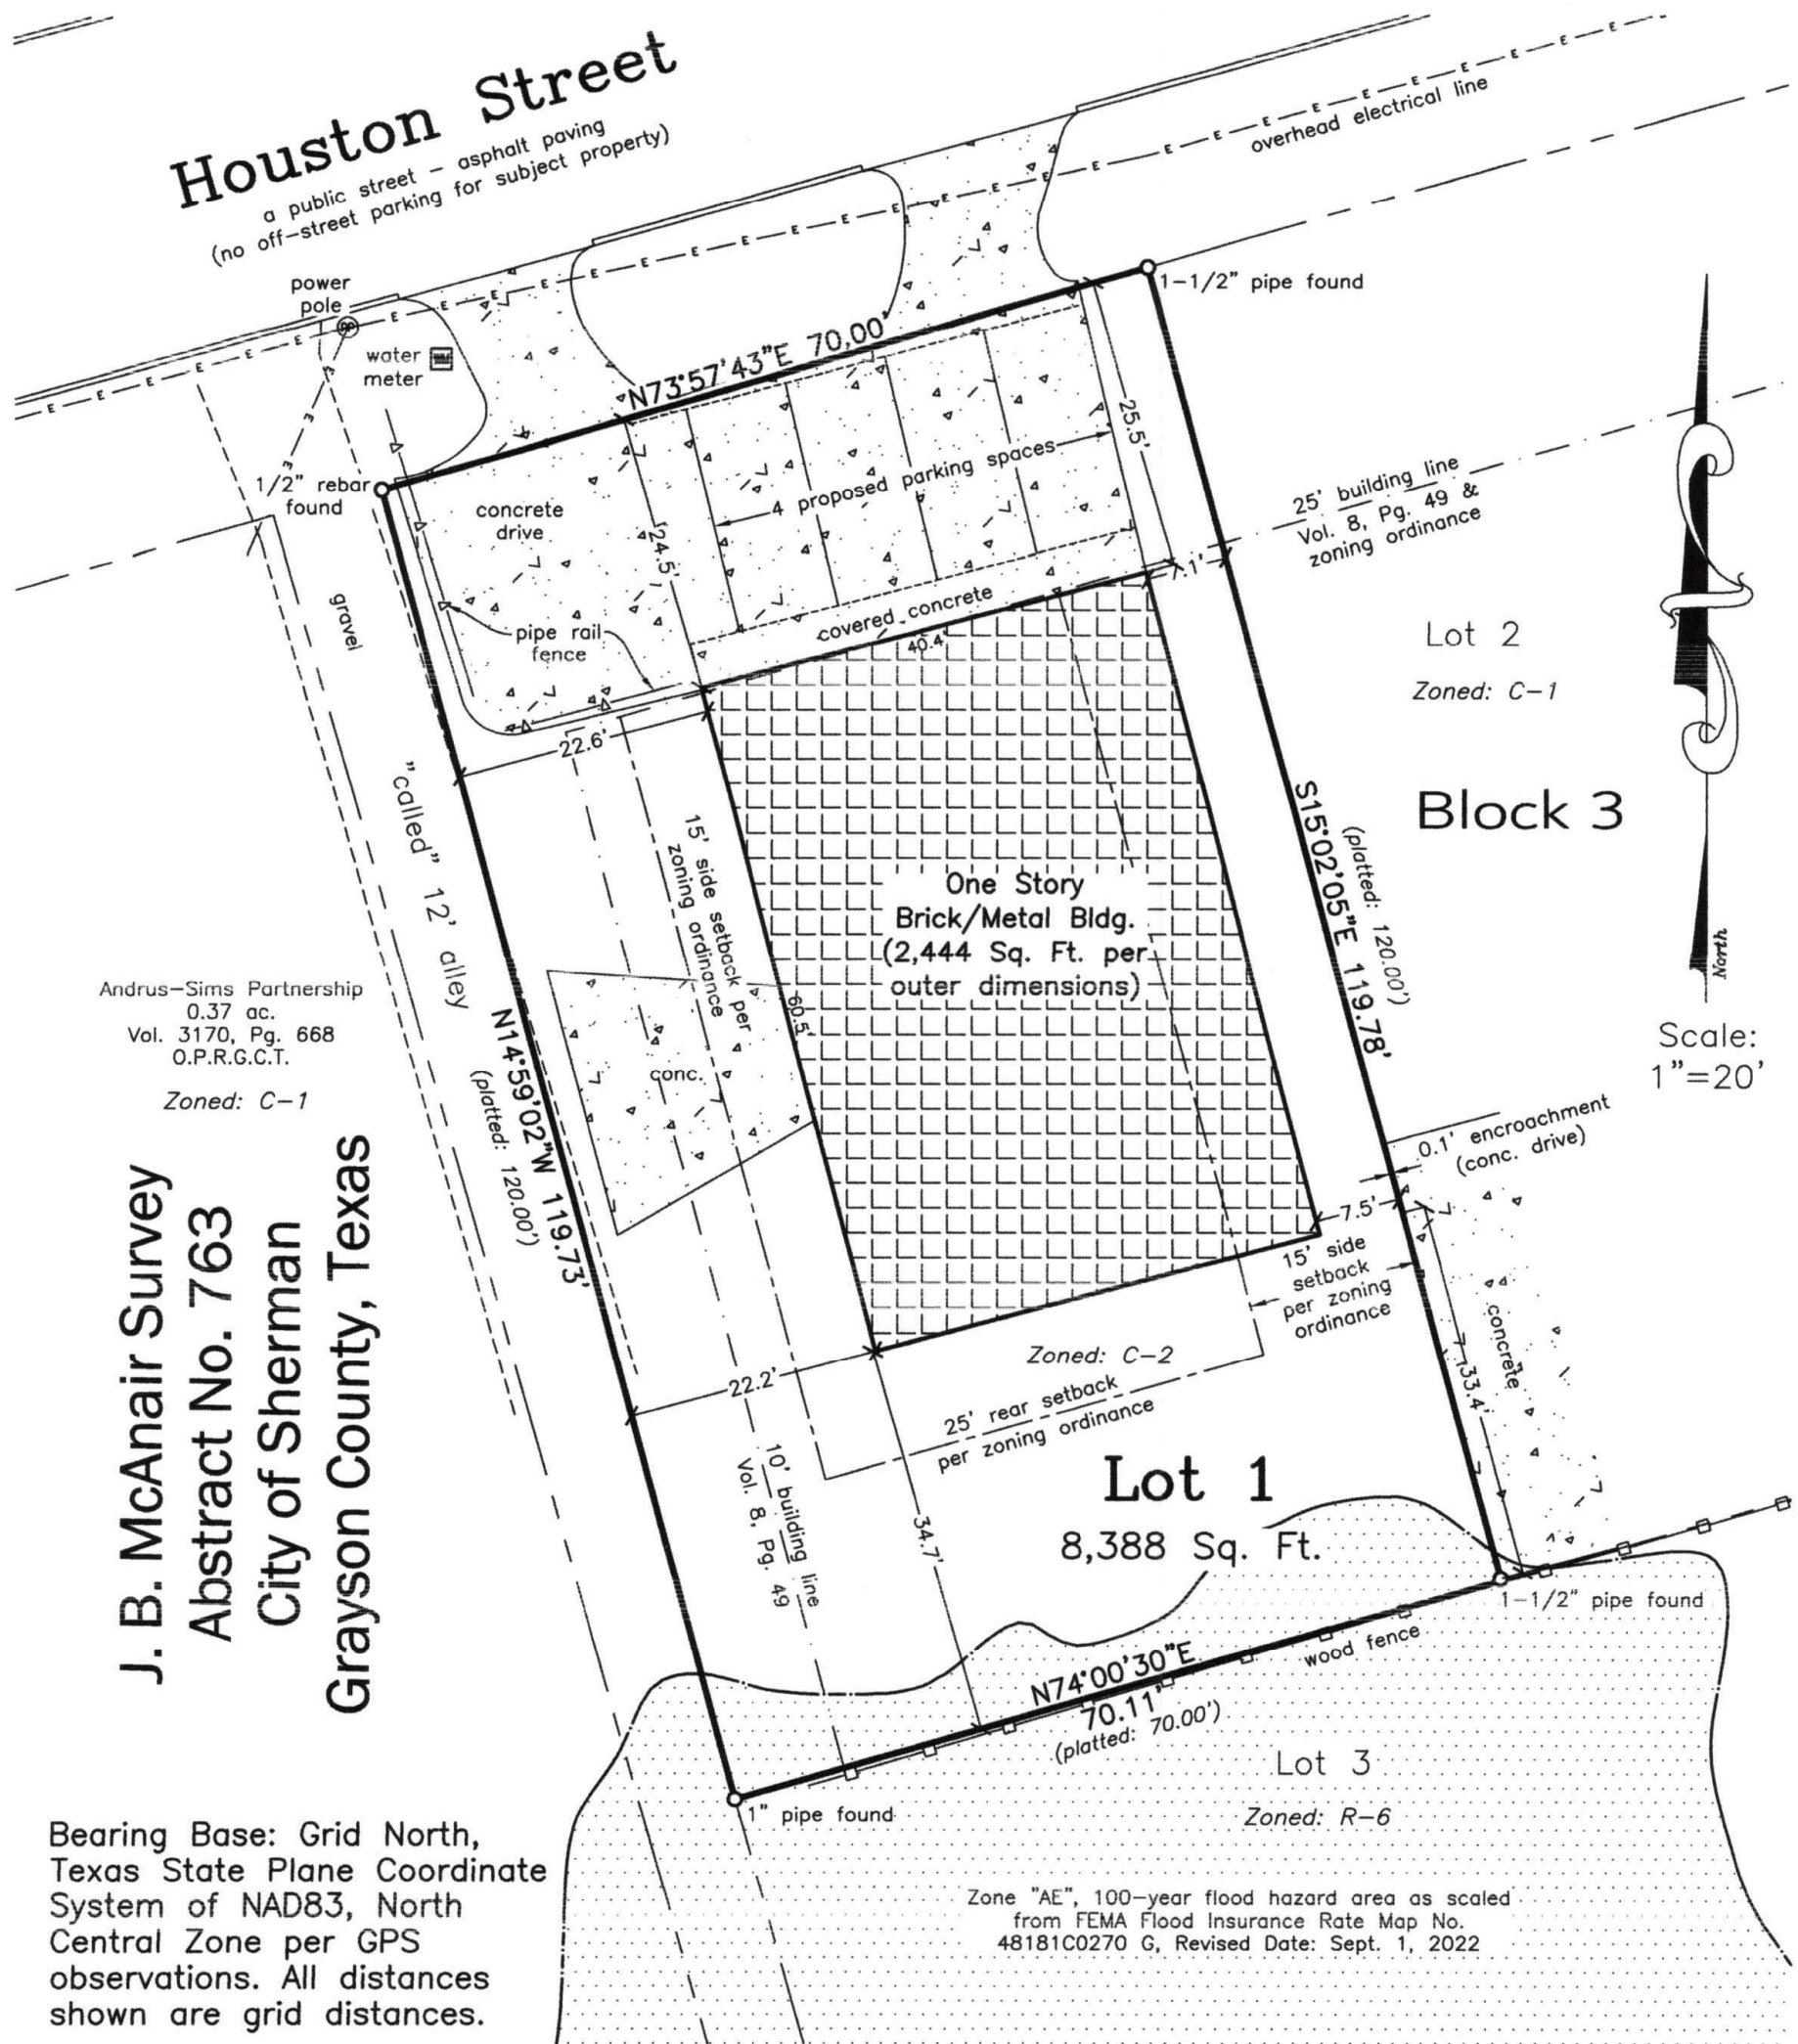 Houston Street
a public street – asphalt paving
(no off–street parking for subject property)
overhead electrical line
power
pole
water
meter
1–1/2" pipe found
N73°57'43"E 70.00'
1/2" rebar
found
concrete
drive
24.5'
4 proposed parking spaces
25.5'
25' building line
Vol. 8, Pg. 49 &
zoning ordinance
7.1'
gravel
pipe rail
fence
covered concrete
40.4'
Lot 2
Zoned: C–1
22.6'
"called" 12' alley
15' side setback per
zoning ordinance
One Story
Brick/Metal Bldg.
(2,444 Sq. Ft. per
outer dimensions)
60.5'
S15°02'05"E 119.78'
(platted: 120.00')
Block 3
North
Scale:
1"=20'
Andrus–Sims Partnership
0.37 ac.
Vol. 3170, Pg. 668
O.P.R.G.C.T.
Zoned: C–1
N14°59'02"W 119.73'
(platted: 120.00')
conc.
0.1' encroachment
(conc. drive)
7.5'
15' side
setback
per zoning
ordinance
concrete
33.4'
J. B. McAnair Survey
Abstract No. 763
City of Sherman
Grayson County, Texas
22.2'
Zoned: C–2
25' rear setback
per zoning ordinance
10' building line
Vol. 8, Pg. 49
34.7'
Lot 1
8,388 Sq. Ft.
1–1/2" pipe found
wood fence
N74°00'30"E
70.11'
(platted: 70.00')
Lot 3
Zoned: R–6
1" pipe found
Bearing Base: Grid North,
Texas State Plane Coordinate
System of NAD83, North
Central Zone per GPS
observations. All distances
shown are grid distances.
Zone "AE", 100–year flood hazard area as scaled
from FEMA Flood Insurance Rate Map No.
48181C0270 G, Revised Date: Sept. 1, 2022